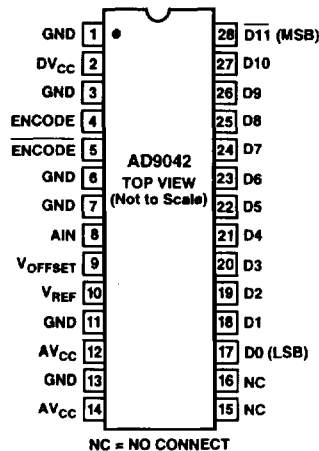 GND 1 28 D̅1̅1̅ (MSB)
DVCC 2 27 D10
GND 3 26 D9
ENCODE 4 25 D8
E̅N̅C̅O̅D̅E̅ 5 24 D7
AD9042
TOP VIEW
(Not to Scale)
GND 6 23 D6
GND 7 22 D5
AIN 8 21 D4
VOFFSET 9 20 D3
VREF 10 19 D2
GND 11 18 D1
AVCC 12 17 D0 (LSB)
GND 13 16 NC
AVCC 14 15 NC
NC = NO CONNECT